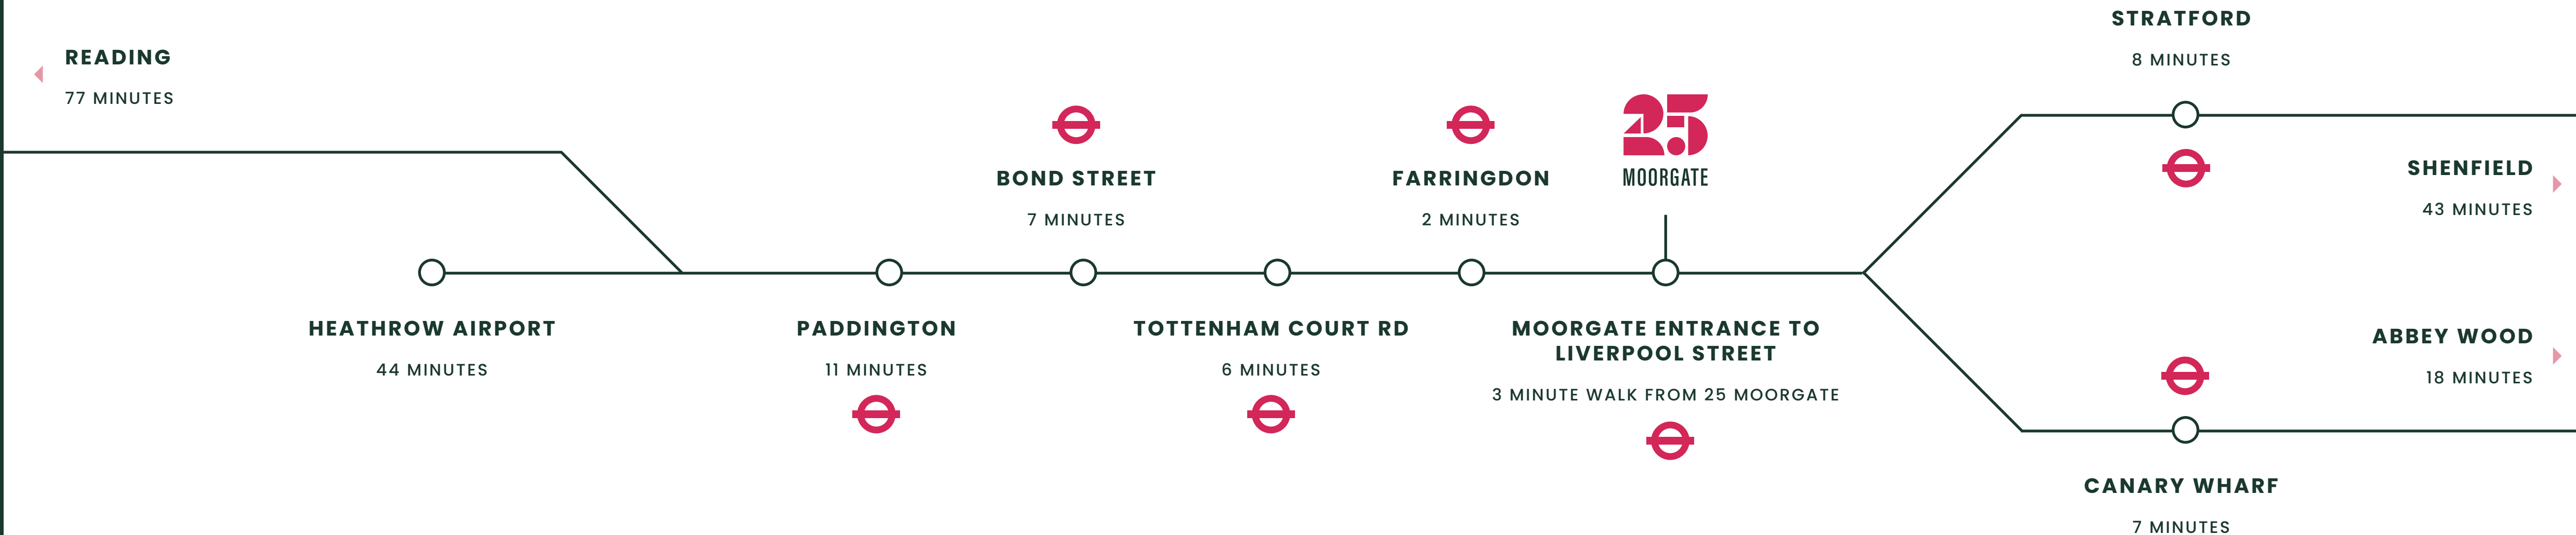 READING
77 MINUTES
HEATHROW AIRPORT
44 MINUTES
PADDINGTON
11 MINUTES
BOND STREET
7 MINUTES
TOTTENHAM COURT RD
6 MINUTES
FARRINGDON
2 MINUTES
25
MOORGATE
MOORGATE ENTRANCE TO
LIVERPOOL STREET
3 MINUTE WALK FROM 25 MOORGATE
STRATFORD
8 MINUTES
SHENFIELD
43 MINUTES
ABBEY WOOD
18 MINUTES
CANARY WHARF
7 MINUTES